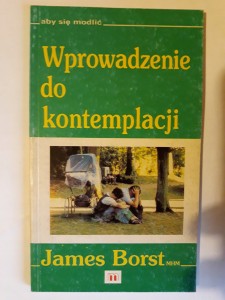 aby się modlić
Wprowadzenie
do
kontemplacji
James Borst